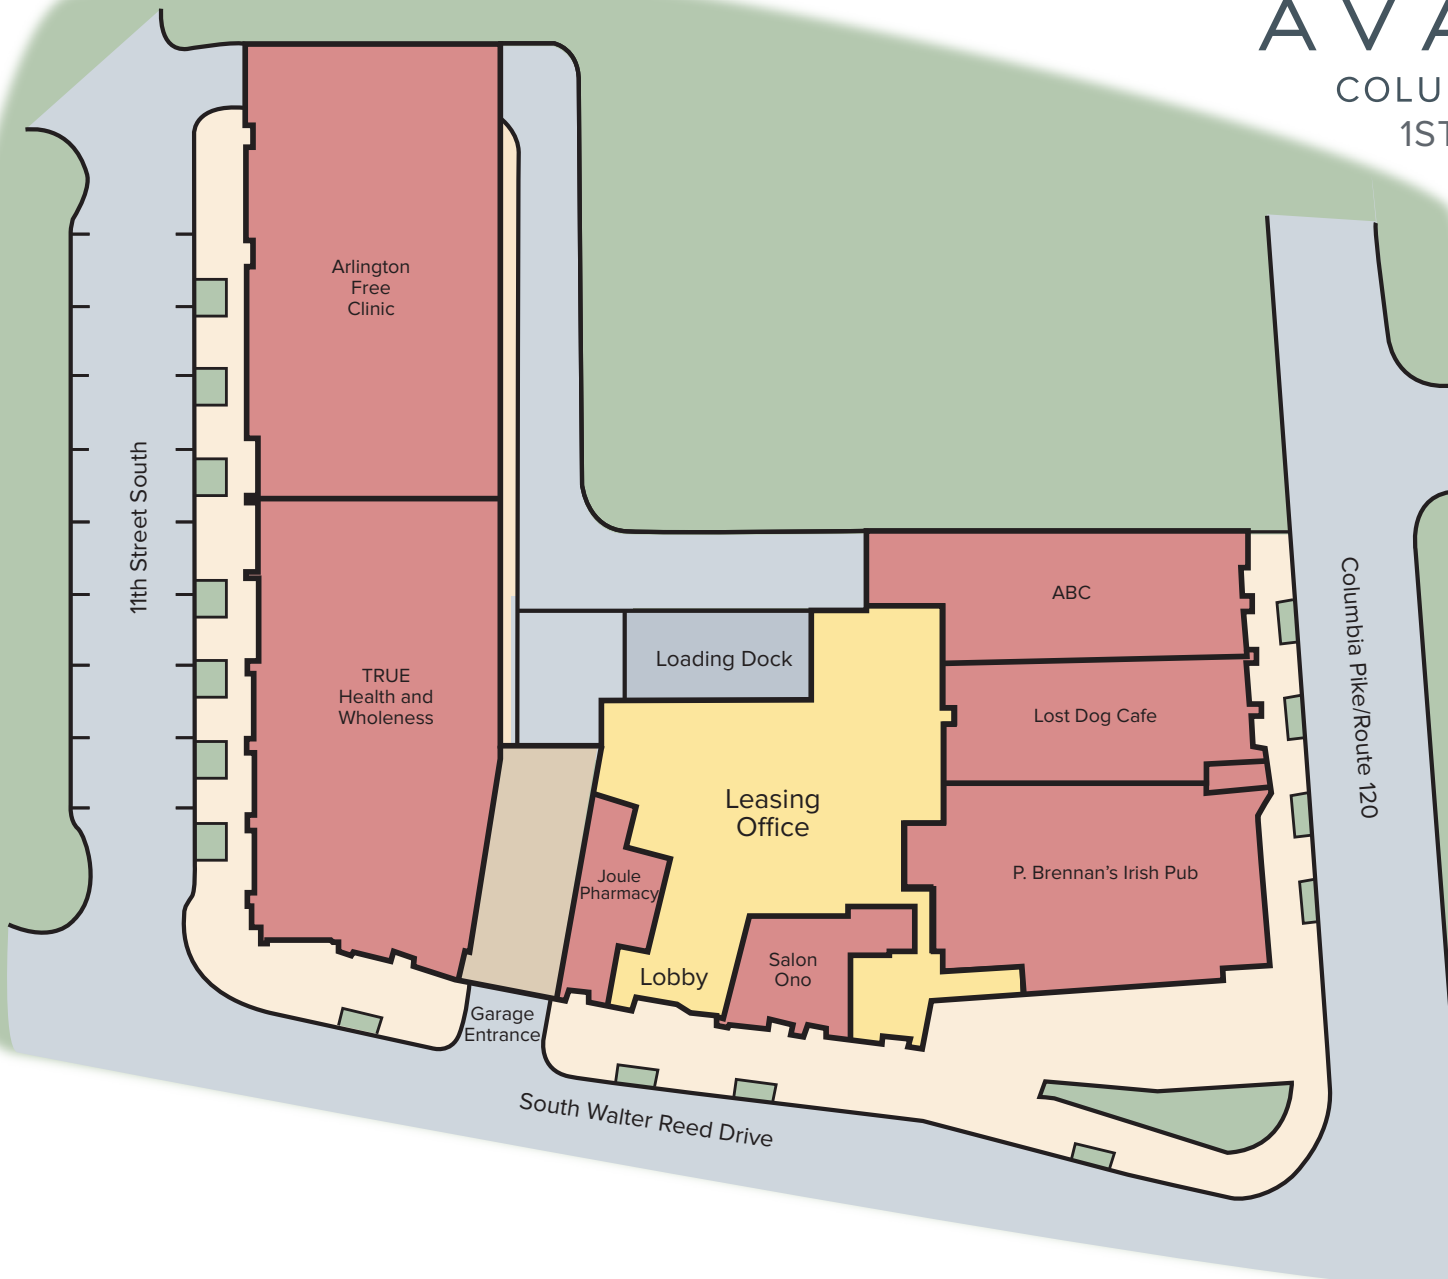 AVA
COLU
1ST
Arlington
Free
Clinic
11th Street South
TRUE
Health and
Wholeness
ABC
Loading Dock
Lost Dog Cafe
Columbia Pike/Route 120
Leasing
Office
Joule
Pharmacy
P. Brennan's Irish Pub
Lobby
Salon
Ono
Garage
Entrance
South Walter Reed Drive